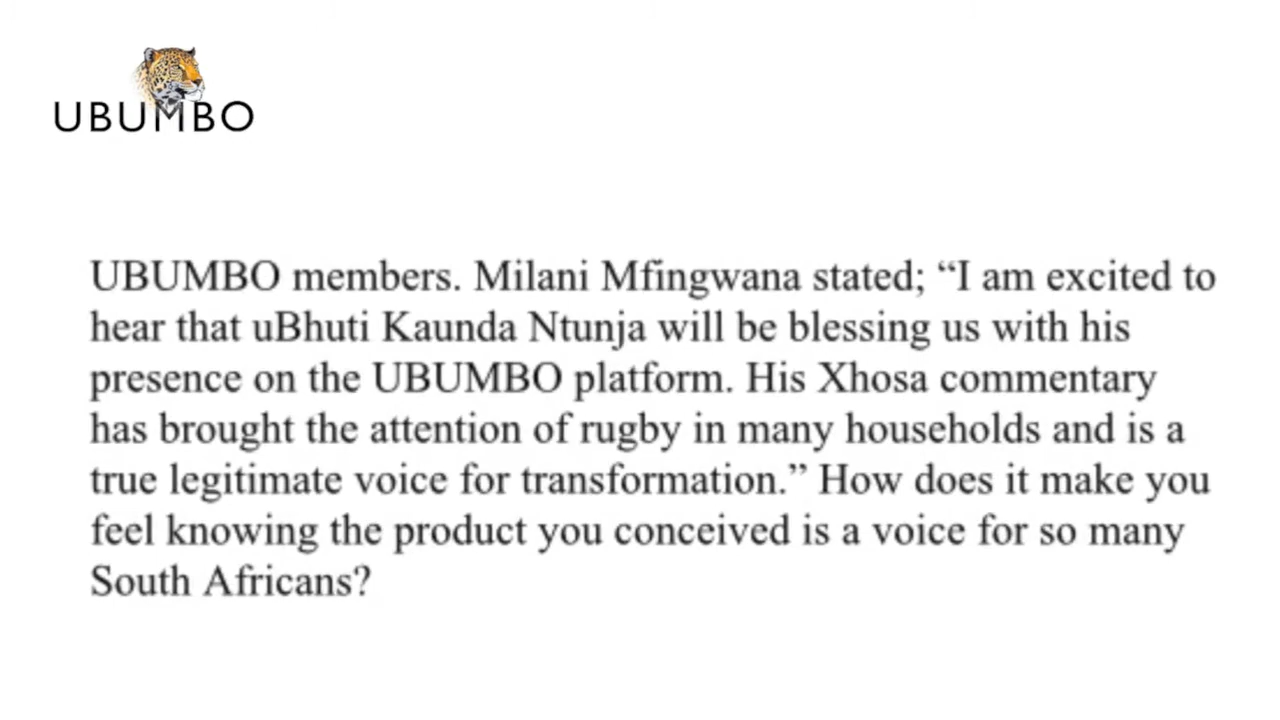 UBUMBO
UBUMBO members. Milani Mfingwana stated; “I am excited to
hear that uBhuti Kaunda Ntunja will be blessing us with his
presence on the UBUMBO platform. His Xhosa commentary
has brought the attention of rugby in many households and is a
true legitimate voice for transformation.” How does it make you
feel knowing the product you conceived is a voice for so many
South Africans?